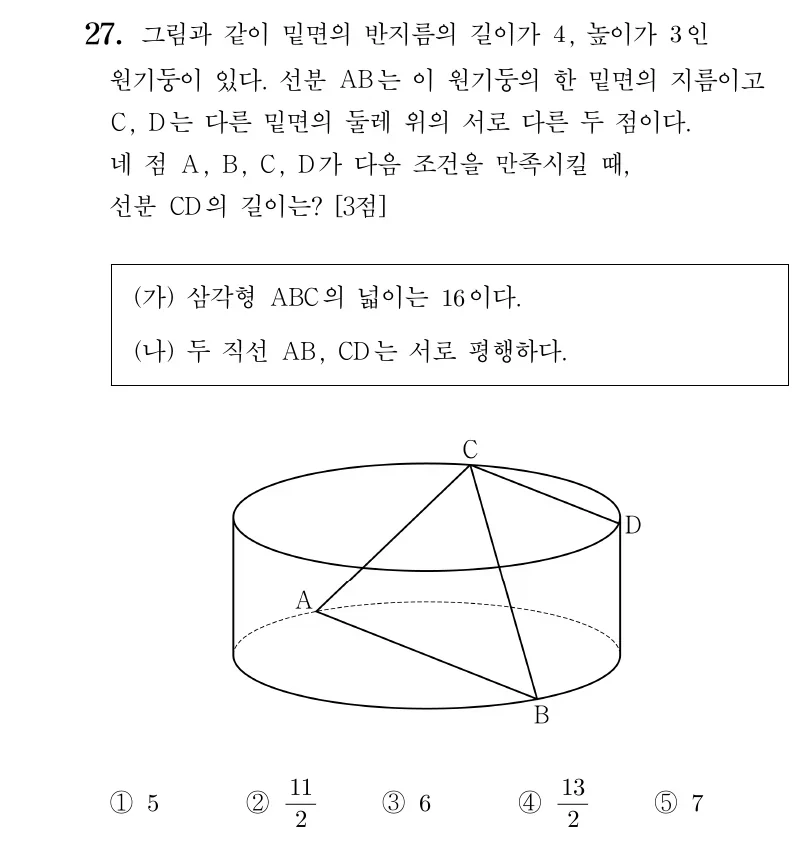 27. 그림과 같이 밑면의 반지름의 길이가 4, 높이가 3인
원기둥이 있다. 선분 AB는 이 원기둥의 한 밑면의 지름이고
C, D는 다른 밑면의 둘레 위의 서로 다른 두 점이다.
네 점 A, B, C, D가 다음 조건을 만족시킬 때,
선분 CD의 길이는? [3점]
(가) 삼각형 ABC의 넓이는 16이다.
(나) 두 직선 AB, CD는 서로 평행하다.
C
D
A
B
① 5 ② 11/2 ③ 6 ④ 13/2 ⑤ 7